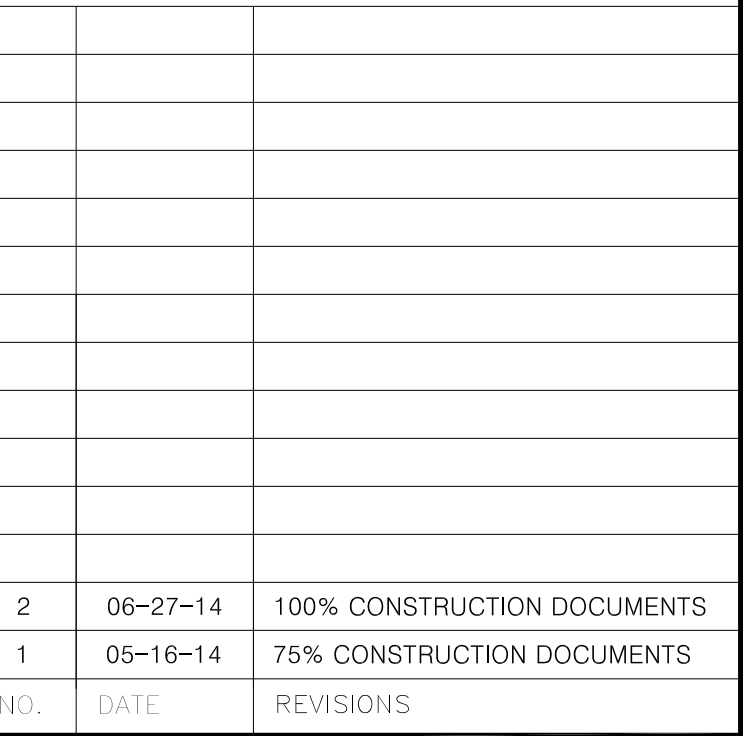 2 06-27-14 100% CONSTRUCTION DOCUMENTS
1 05-16-14 75% CONSTRUCTION DOCUMENTS
NO. DATE REVISIONS